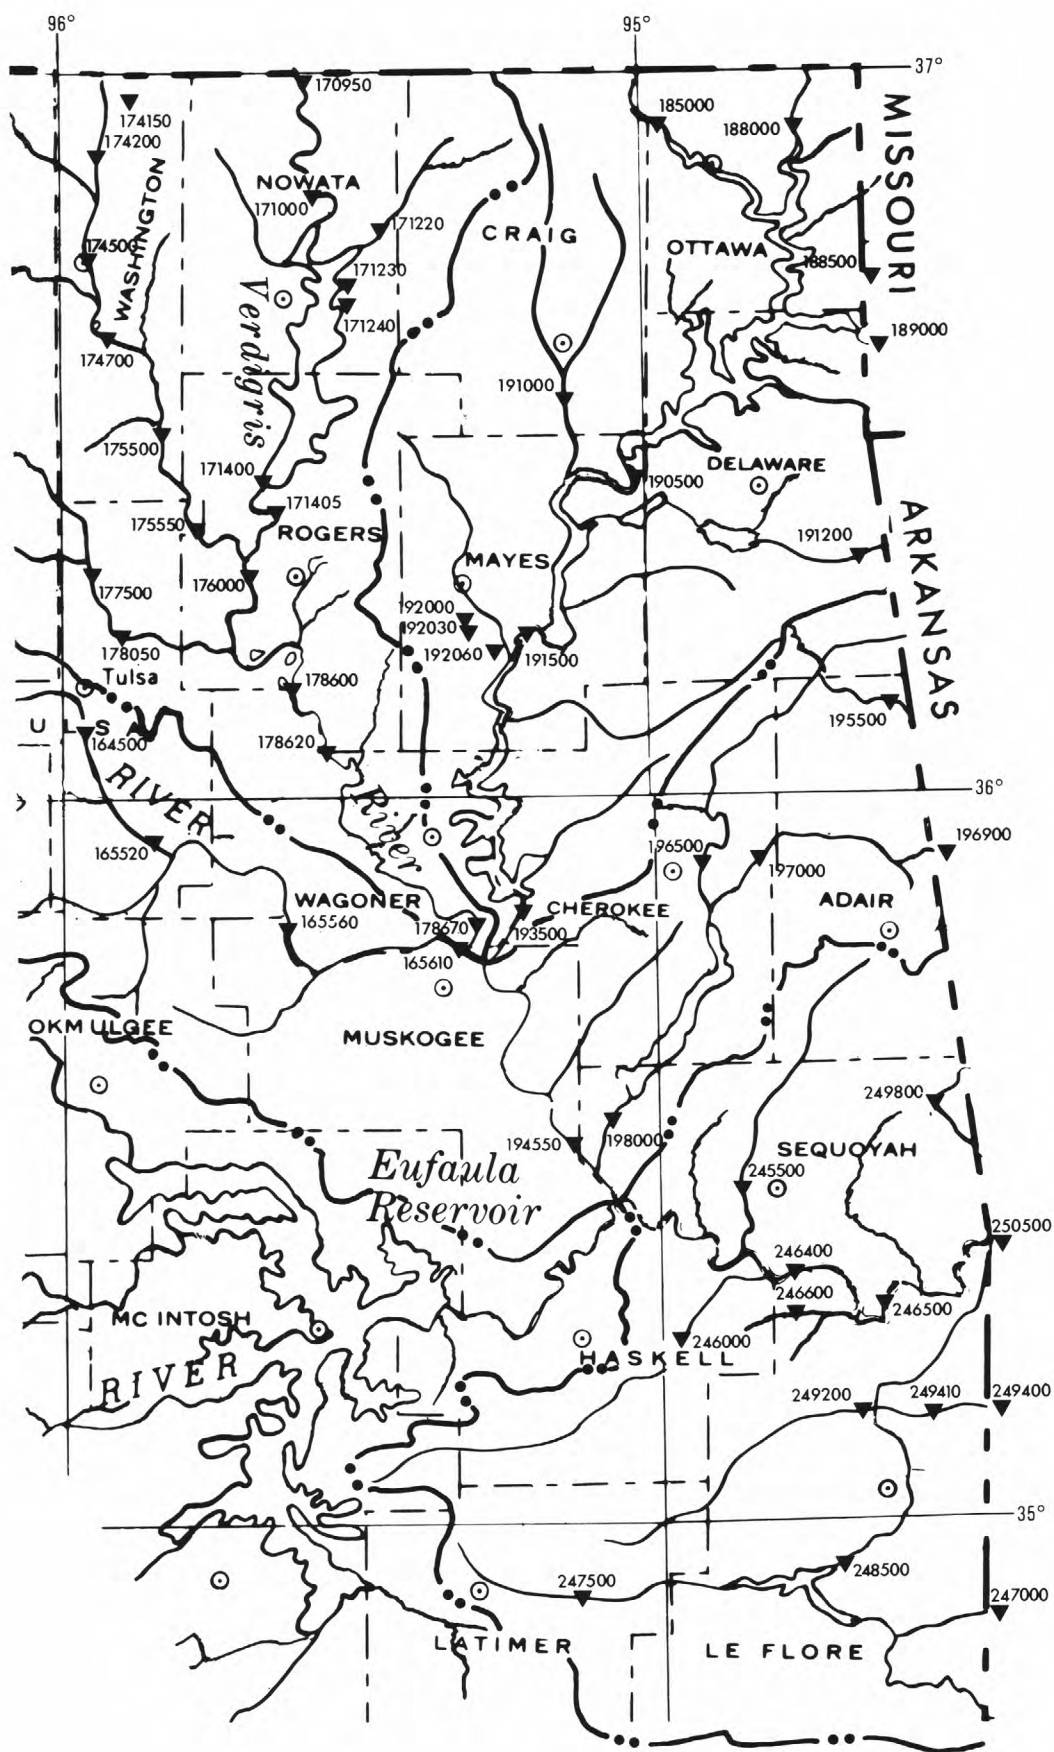 96°
95°
37°
170950
174150
174200
185000
188000
MISSOURI
WASHINGTON
NOWATA
171000
171220
CRAIG
OTTAWA
174500
171230
188500
Verdigris
171240
174700
189000
191000
175500
171400
DELAWARE
190500
171405
175550
ROGERS
191200
ARKANSAS
MAYES
177500
176000
192000
192030
178050
192060
191500
Tulsa
178600
195500
ULSA
164500
178620
RIVER
River
36°
165520
196500
196900
197000
WAGONER
CHEROKEE
ADAIR
165560
178670
193500
165610
OKMULGEE
MUSKOGEE
249800
194550
198000
SEQUOYAH
Eufaula
Reservoir
245500
250500
246400
246600
246500
MC INTOSH
246000
HASKELL
RIVER
249200
249410
249400
35°
248500
247500
247000
LATIMER
LE FLORE